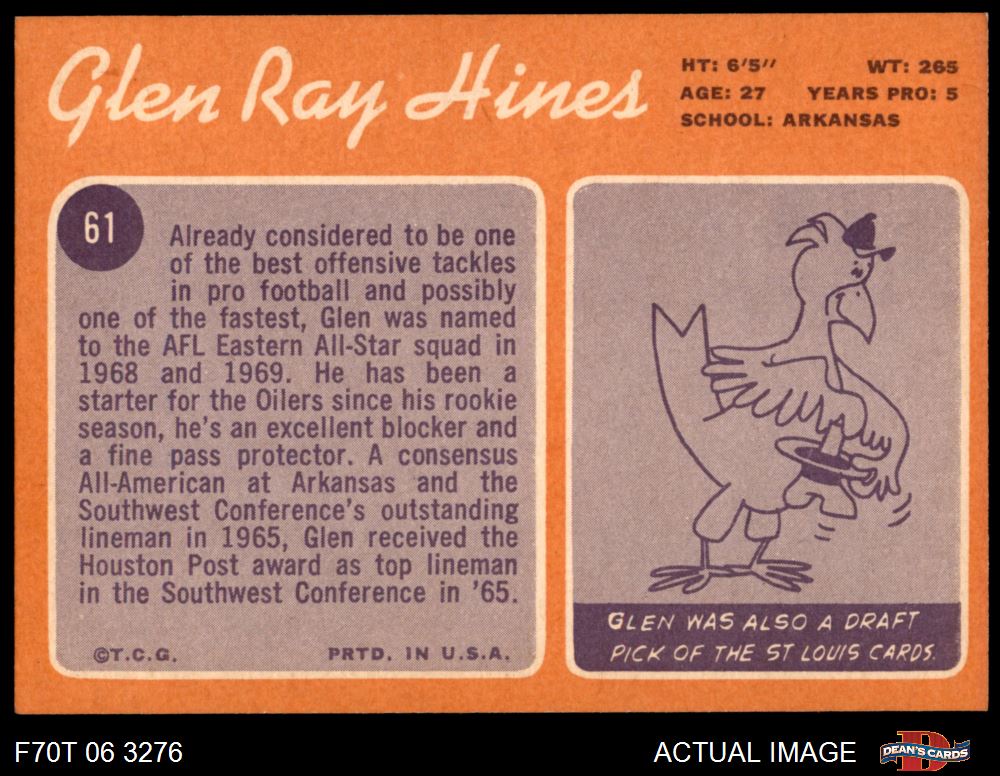 Glen Ray Hines
HT: 6'5" WT: 265
AGE: 27 YEARS PRO: 5
SCHOOL: ARKANSAS
61
Already considered to be one
of the best offensive tackles
in pro football and possibly
one of the fastest, Glen was named
to the AFL Eastern All-Star squad in
1968 and 1969. He has been a
starter for the Oilers since his rookie
season, he's an excellent blocker and
a fine pass protector. A consensus
All-American at Arkansas and the
Southwest Conference's outstanding
lineman in 1965, Glen received the
Houston Post award as top lineman
in the Southwest Conference in '65.
©T.C.G. PRTD. IN U.S.A.
GLEN WAS ALSO A DRAFT
PICK OF THE ST LOUIS CARDS.
F70T 06 3276
ACTUAL IMAGE
D
DEAN'S CARDS